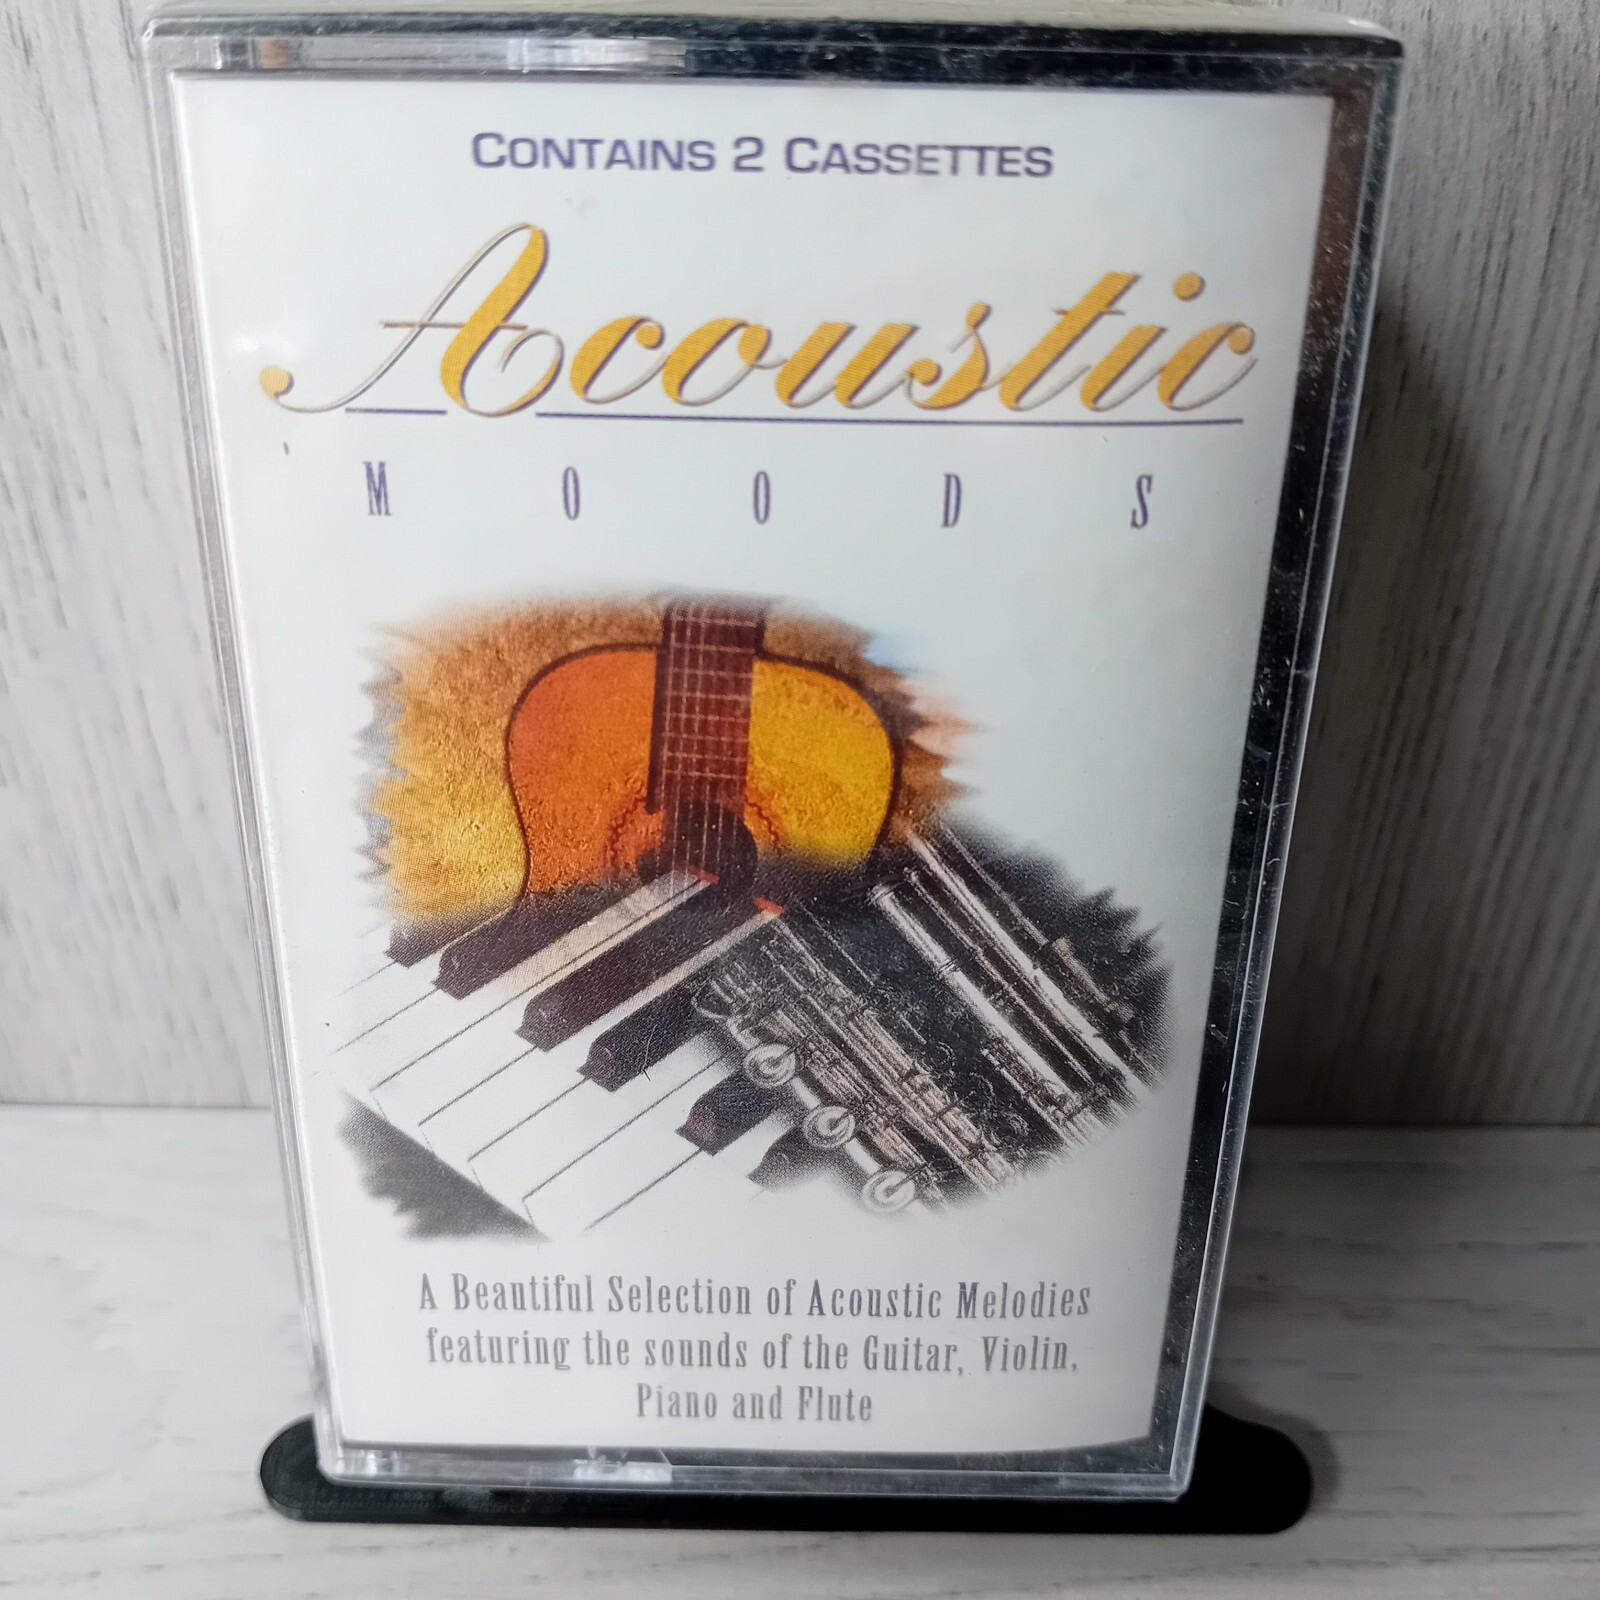 CONTAINS 2 CASSETTES
Acoustic
MOODS
A Beautiful Selection of Acoustic Melodies
featuring the sounds of the Guitar, Violin,
Piano and Flute